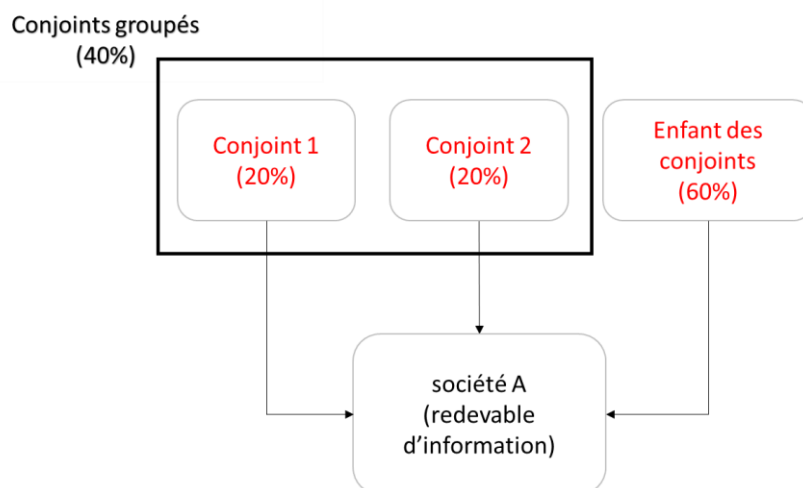 Conjoints groupés
(40%)
Conjoint 1
(20%)
Conjoint 2
(20%)
Enfant des
conjoints
(60%)
société A
(redevable
d'information)